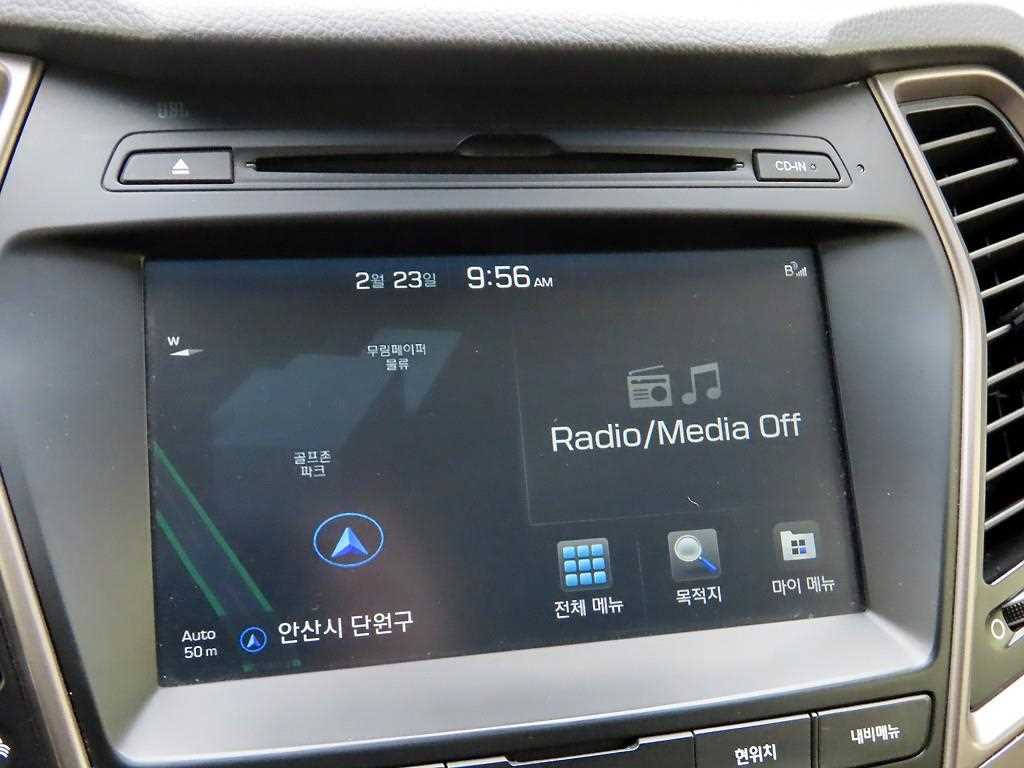 JBL
CD-IN
2월 23일 9:56 AM
B
W
무림페이퍼
물류
Radio/Media Off
골프존
파크
전체 메뉴
목적지
마이 메뉴
Auto
50 m
안산시 단원구
현위치
내비메뉴